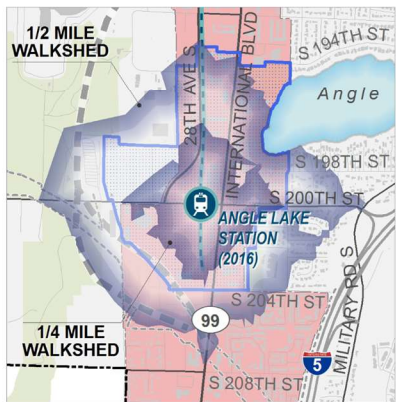 1/2 MILE
WALKSHED
28TH AVE S
INTERNATIONAL BLVD
S 194TH ST
Angle
S 198TH ST
S 200TH ST
ANGLE LAKE
STATION
(2016)
S 204TH ST
99
1/4 MILE
WALKSHED
MILITARY RD S
INTERSTATE
5
S 208TH ST